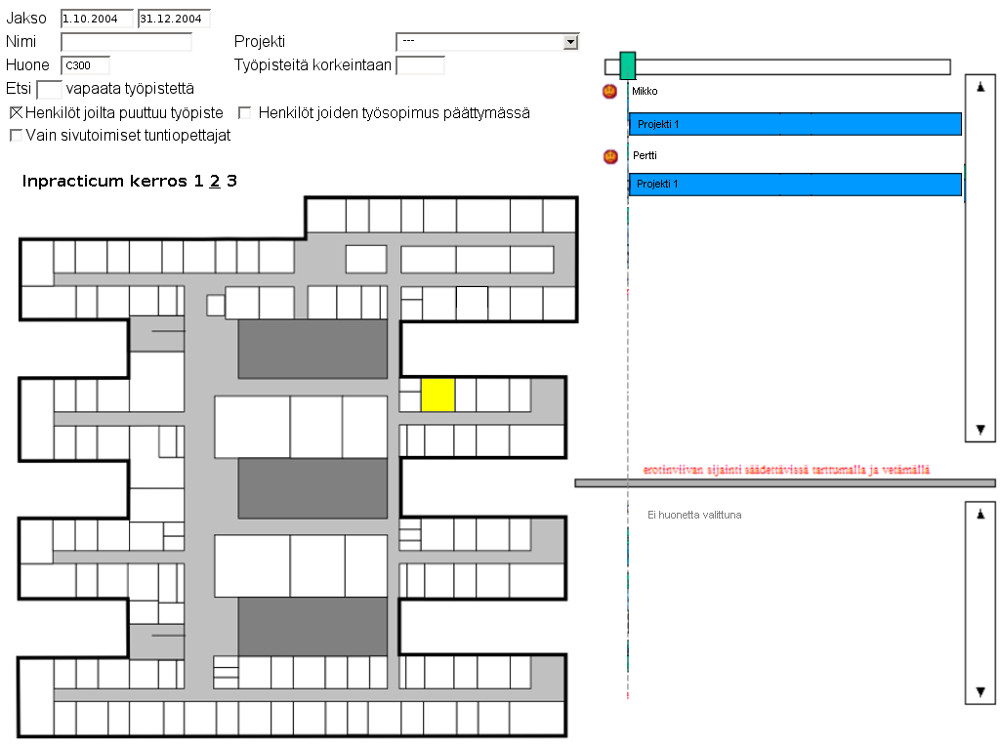 Jakso 1.10.2004 31.12.2004
Nimi Projekti ---
Huone C300 Työpisteitä korkeintaan
Etsi vapaata työpistettä
Henkilöt joilta puuttuu työpiste Henkilöt joiden työsopimus päättymässä
Vain sivutoimiset tuntiopettajat
Inpracticum kerros 1 2 3
Mikko
Projekti 1
Pertti
Projekti 1
erotinviivan sijainti säädettävissä tarttumalla ja vetämällä
Ei huonetta valittuna